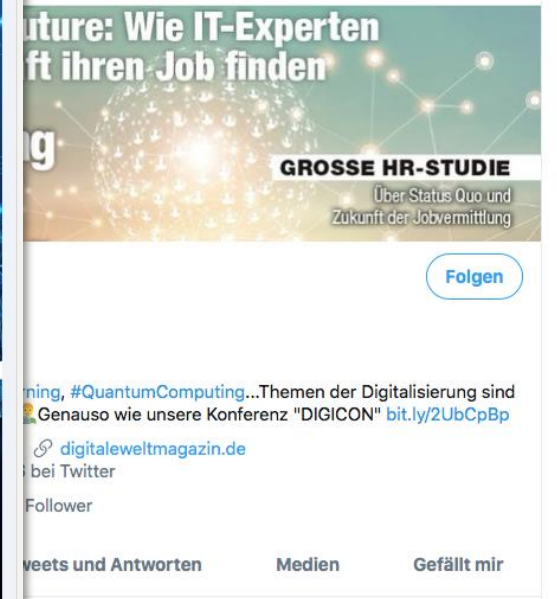 uture: Wie IT-Experten
ft ihren Job finden
g
GROSSE HR-STUDIE
Über Status Quo und
Zukunft der Jobvermittlung
Folgen
rning, #QuantumComputing...Themen der Digitalisierung sind
Genauso wie unsere Konferenz "DIGICON" bit.ly/2UbCpBp
digitaleweltmagazin.de
bei Twitter
Follower
weets und Antworten Medien Gefällt mir